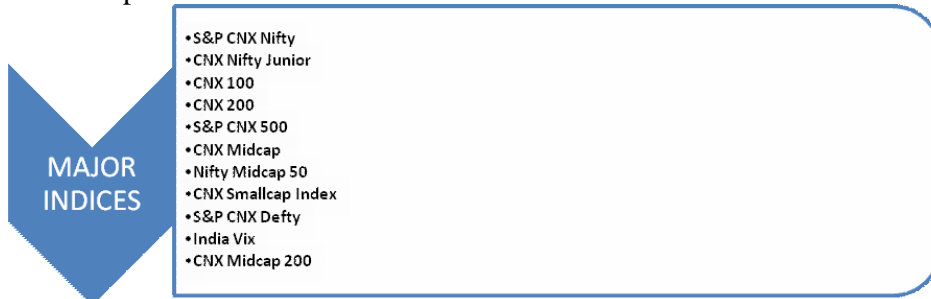 MAJOR
INDICES
•S&P CNX Nifty
•CNX Nifty Junior
•CNX 100
•CNX 200
•S&P CNX 500
•CNX Midcap
•Nifty Midcap 50
•CNX Smallcap Index
•S&P CNX Defty
•India Vix
•CNX Midcap 200